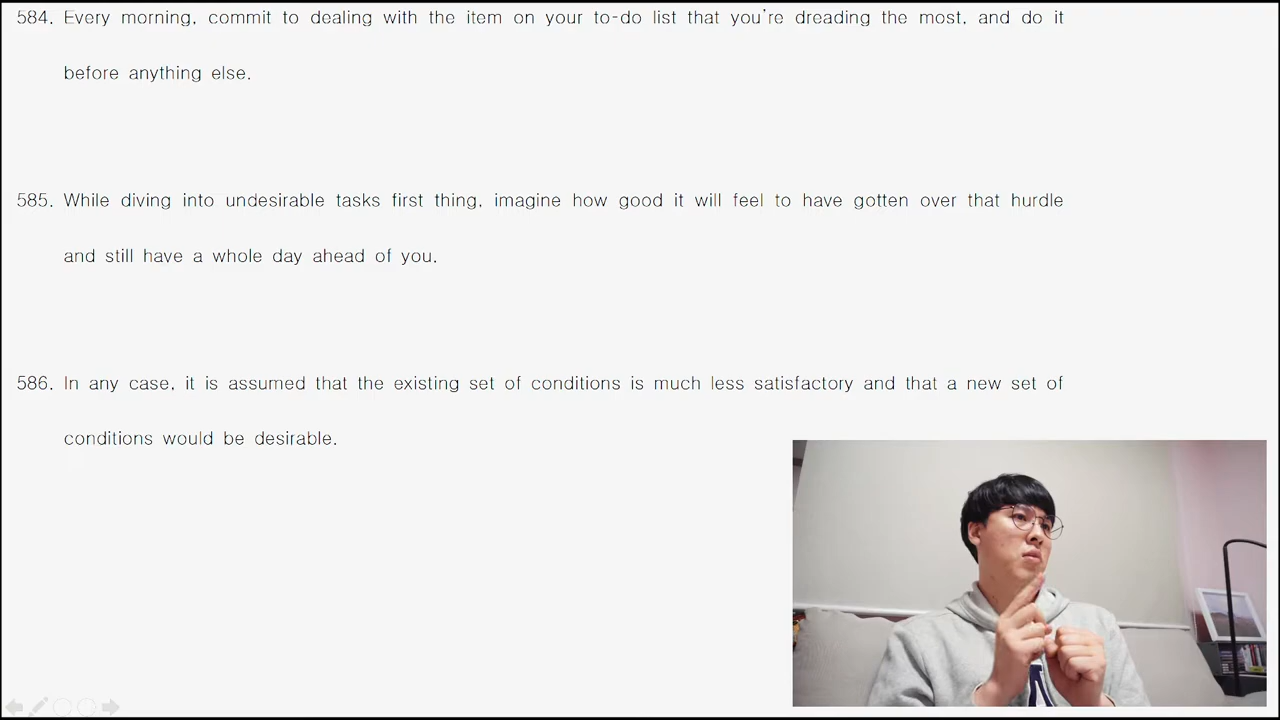 584. Every morning, commit to dealing with the item on your to-do list that you're dreading the most, and do it
before anything else.
585. While diving into undesirable tasks first thing, imagine how good it will feel to have gotten over that hurdle
and still have a whole day ahead of you.
586. In any case, it is assumed that the existing set of conditions is much less satisfactory and that a new set of
conditions would be desirable.